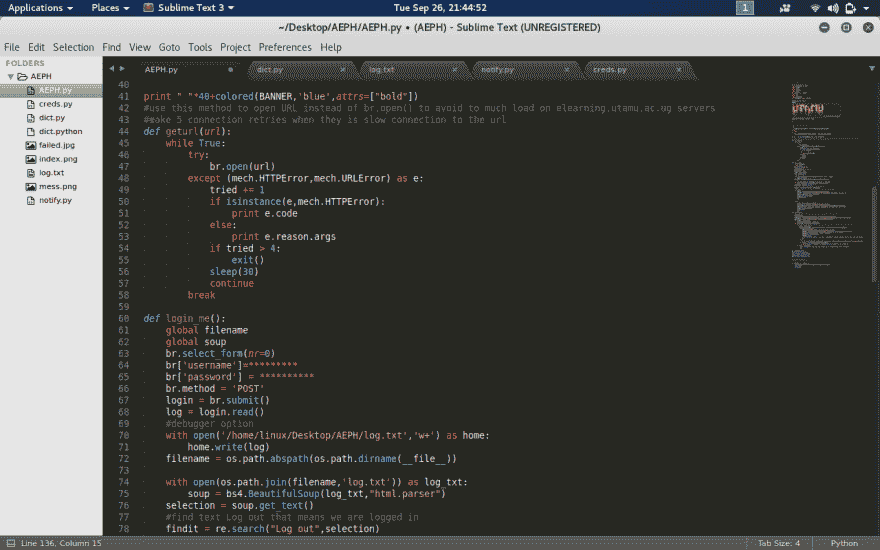 Applications Places Sublime Text 3 Tue Sep 26, 21:44:52 1
~/Desktop/AEPH/AEPH.py • (AEPH) - Sublime Text (UNREGISTERED)
File Edit Selection Find View Goto Tools Project Preferences Help
FOLDERS
AEPH
AEPH.py
creds.py
dict.py
dict.python
failed.jpg
index.png
log.txt
mess.png
notify.py
AEPH.py dict.py log.txt notify.py creds.py
40
41 print " "*40+colored(BANNER,'blue',attrs=["bold"])
42 #use this method to open URL instead of br.open() to avoid to much load on elearning.utamu.ac.ug servers
43 #make 5 connection retries when they is slow connection to the url
44 def geturl(url):
45 while True:
46 try:
47 br.open(url)
48 except (mech.HTTPError,mech.URLError) as e:
49 tried += 1
50 if isinstance(e,mech.HTTPError):
51 print e.code
52 else:
53 print e.reason.args
54 if tried > 4:
55 exit()
56 sleep(30)
57 continue
58 break
59
60 def login_me():
61 global filename
62 global soup
63 br.select_form(nr=0)
64 br['username']=*********
65 br['password'] = **********
66 br.method = 'POST'
67 login = br.submit()
68 log = login.read()
69 #debugger option
70 with open('/home/linux/Desktop/AEPH/log.txt','w+') as home:
71 home.write(log)
72 filename = os.path.abspath(os.path.dirname(__file__))
73
74 with open(os.path.join(filename,'log.txt')) as log_txt:
75 soup = bs4.BeautifulSoup(log_txt,"html.parser")
76 selection = soup.get_text()
77 #find text Log out that means we are logged in
78 findit = re.search("Log out",selection)
Line 136, Column 15 Tab Size: 4 Python